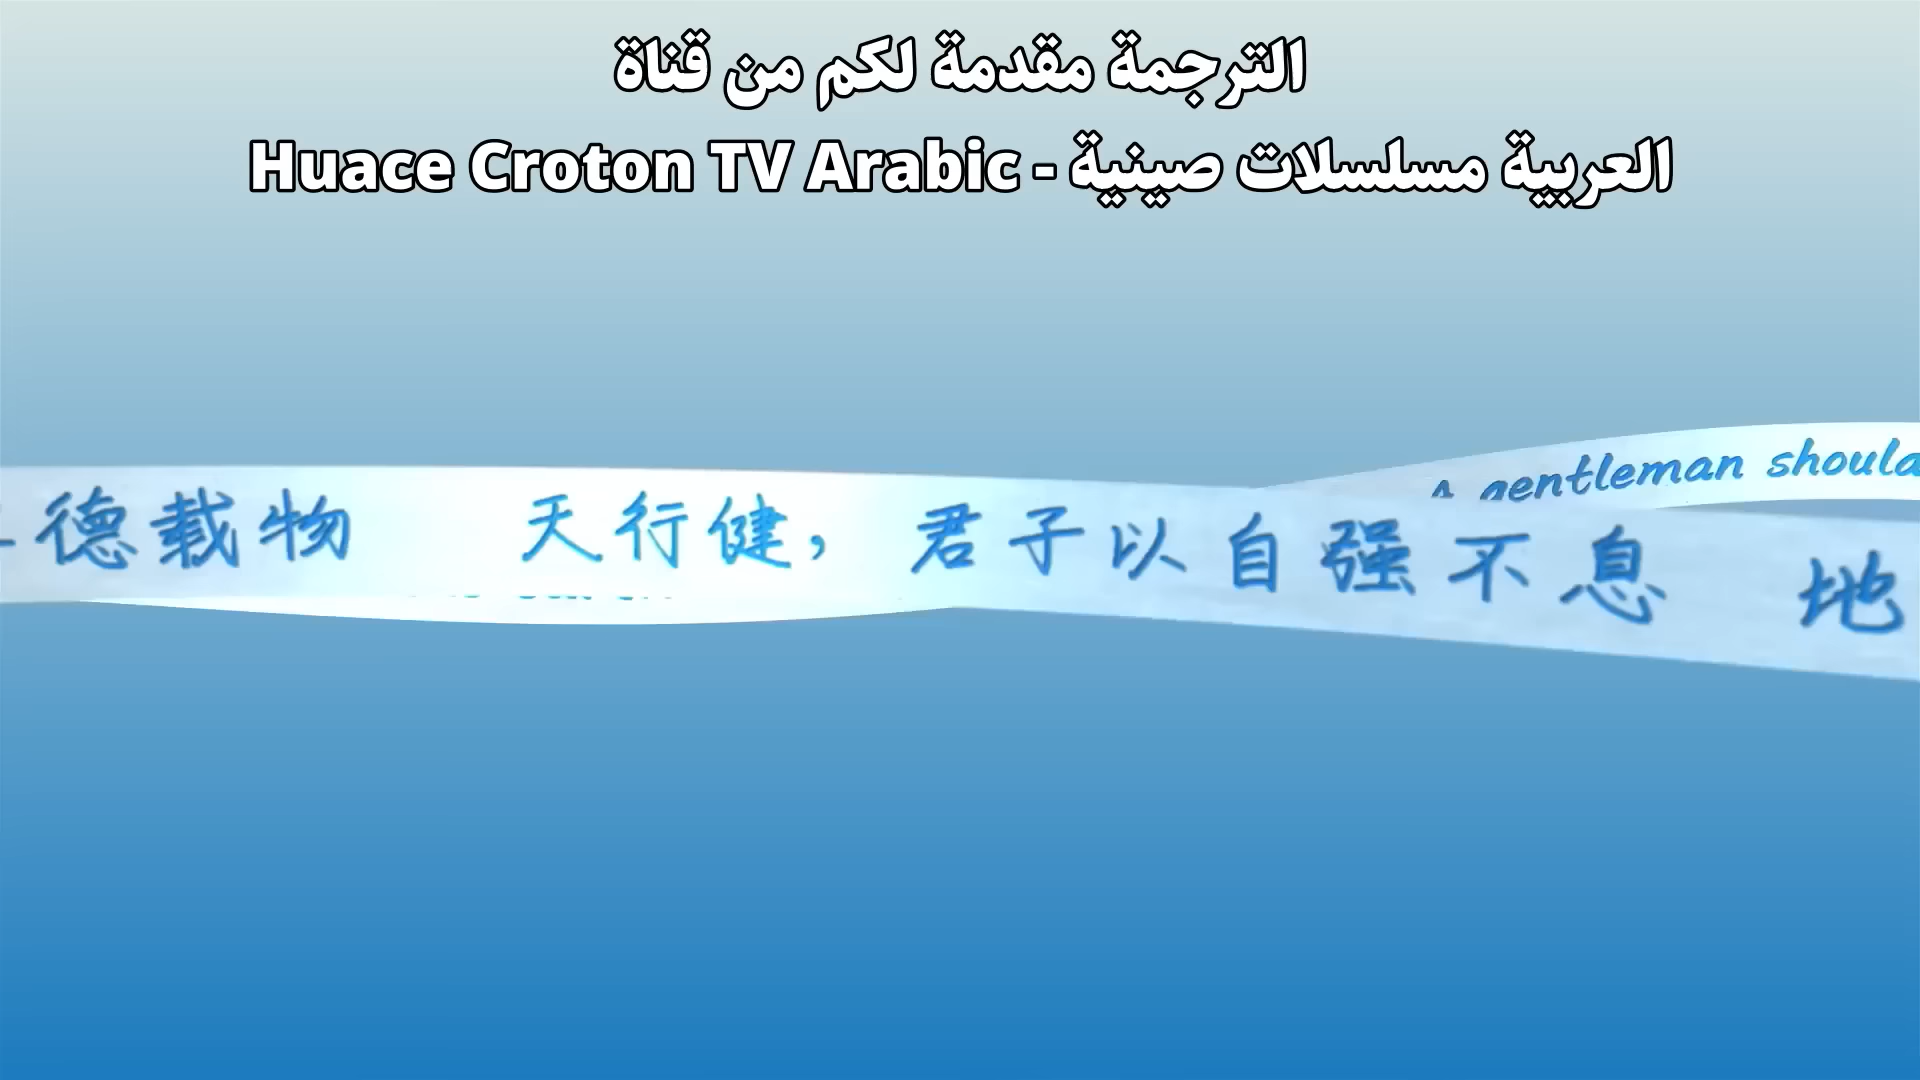 الترجمة مقدمة لكم من قناة
العربية مسلسلات صينية - Huace Croton TV Arabic
A gentleman should
德载物 天行健，君子以自强不息 地